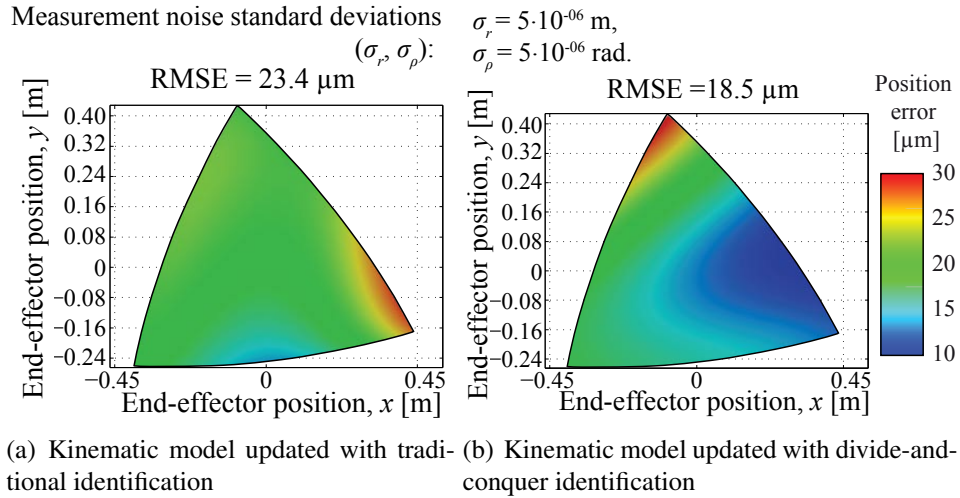 Measurement noise standard deviations
(σ_r, σ_ρ):
σ_r = 5·10⁻⁰⁶ m,
σ_ρ = 5·10⁻⁰⁶ rad.
RMSE = 23.4 µm
End-effector position, y [m]
0.40
0.32
0.24
0.16
0.08
0
−0.08
−0.16
−0.24
−0.45
0
0.45
End-effector position, x [m]
RMSE =18.5 µm
End-effector position, y [m]
0.40
0.32
0.24
0.16
0.08
0
−0.08
−0.16
−0.24
−0.45
0
0.45
End-effector position, x [m]
Position
error
[µm]
30
25
20
15
10
(a) Kinematic model updated with tradi-
tional identification
(b) Kinematic model updated with divide-and-
conquer identification